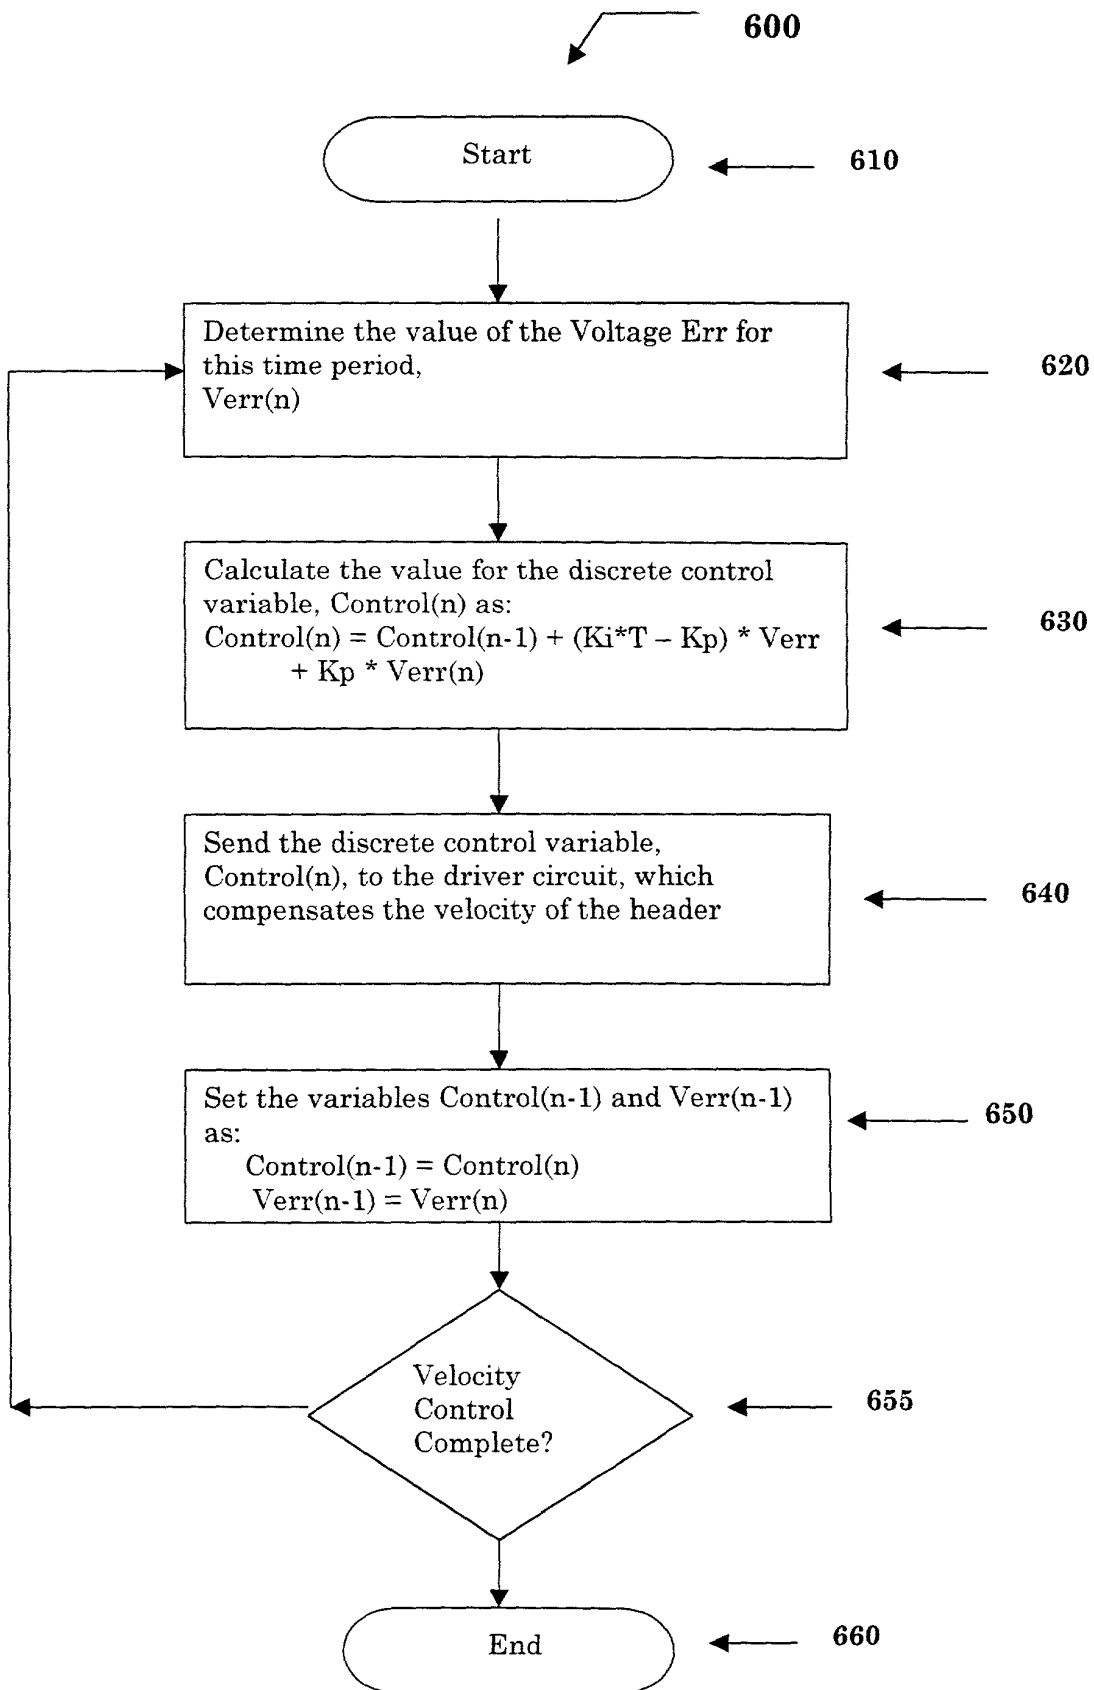 600
Start
610
Determine the value of the Voltage Err for
this time period,
Verr(n)
620
Calculate the value for the discrete control
variable, Control(n) as:
Control(n) = Control(n-1) + (Ki*T – Kp) * Verr
+ Kp * Verr(n)
630
Send the discrete control variable,
Control(n), to the driver circuit, which
compensates the velocity of the header
640
Set the variables Control(n-1) and Verr(n-1)
as:
Control(n-1) = Control(n)
Verr(n-1) = Verr(n)
650
Velocity
Control
Complete?
655
End
660